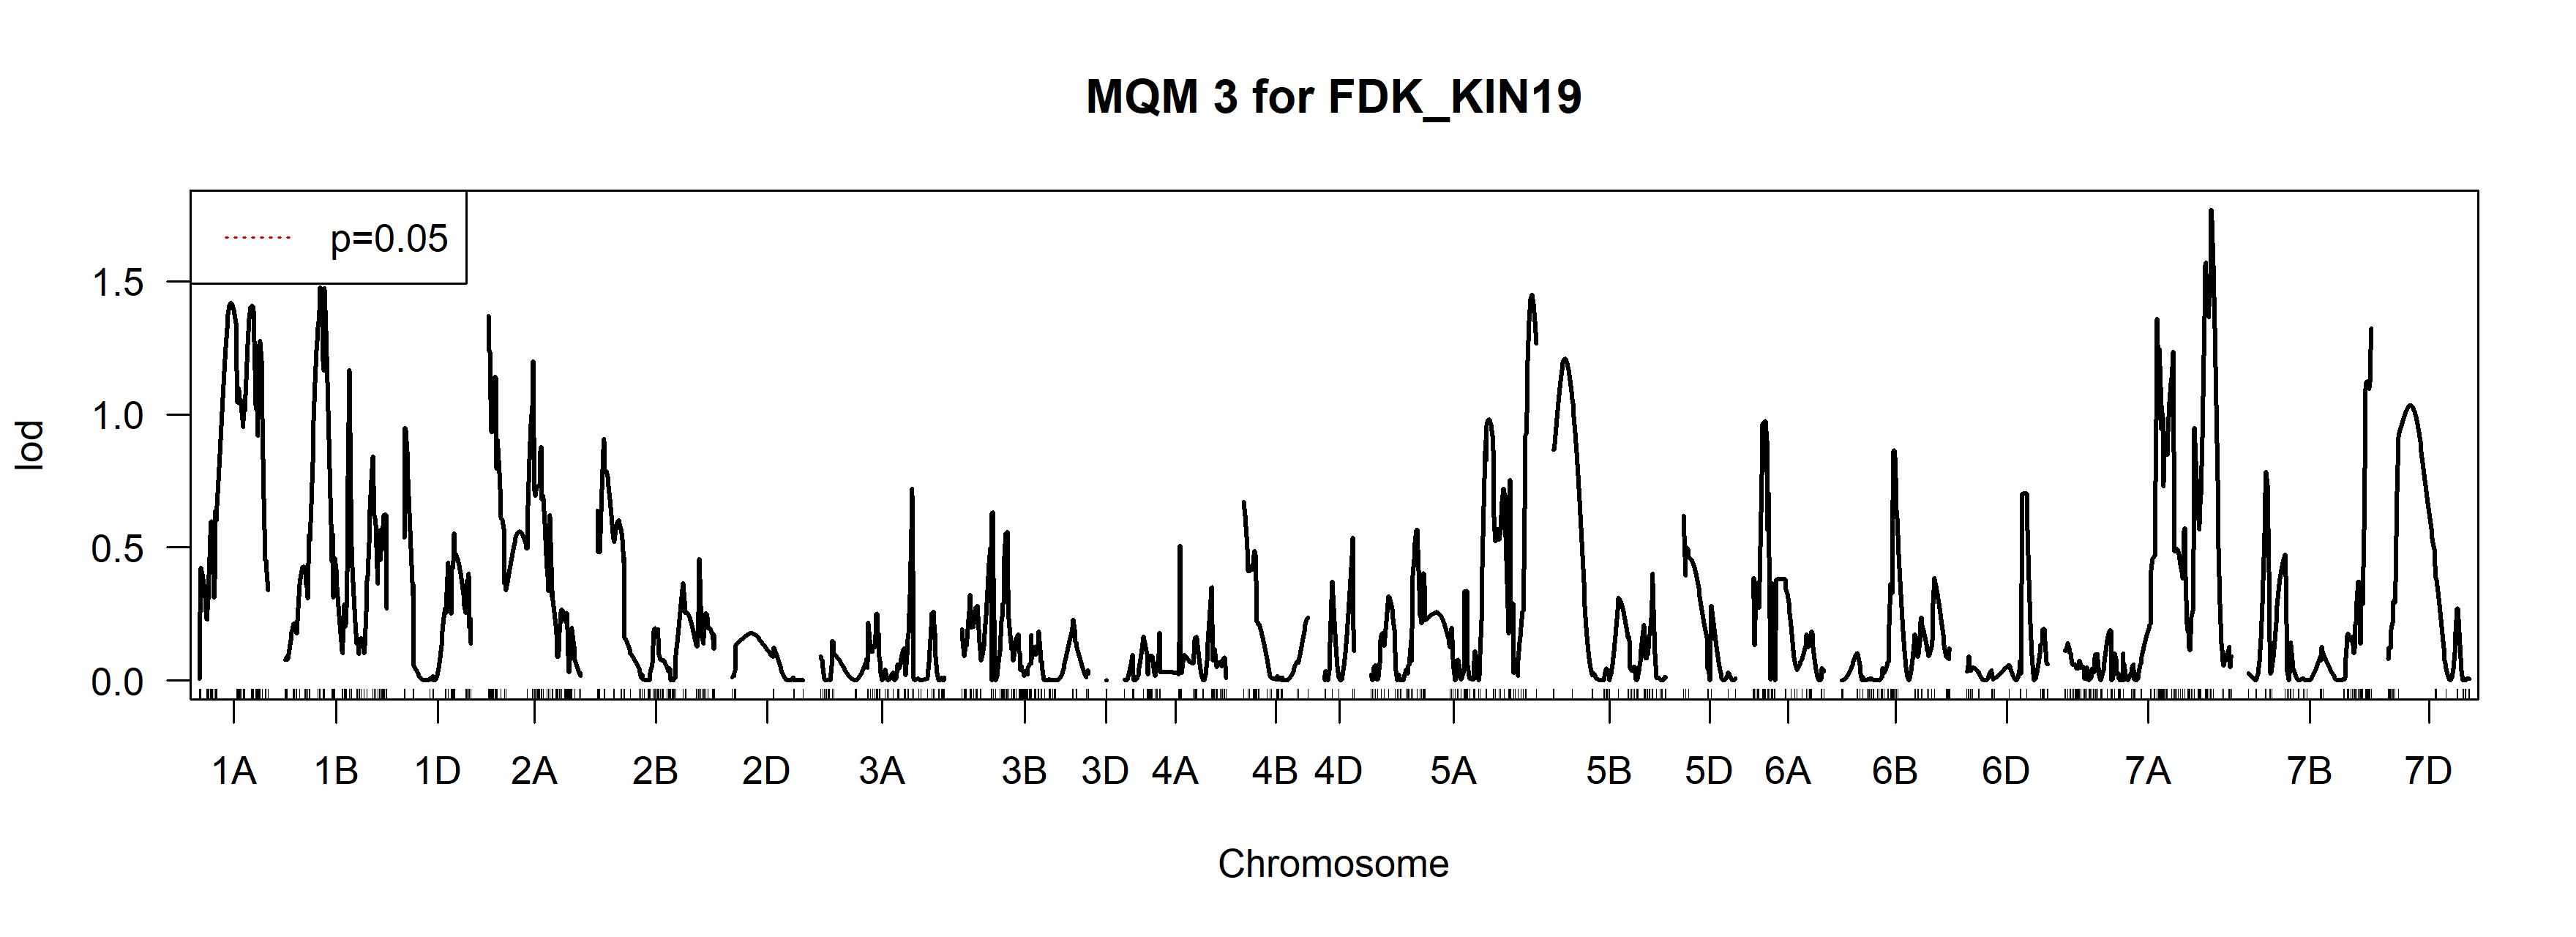 MQM 3 for FDK_KIN19
p=0.05
1.5
1.0
0.5
0.0
lod
1A 1B 1D 2A 2B 2D 3A 3B 3D 4A 4B 4D 5A 5B 5D 6A 6B 6D 7A 7B 7D
Chromosome